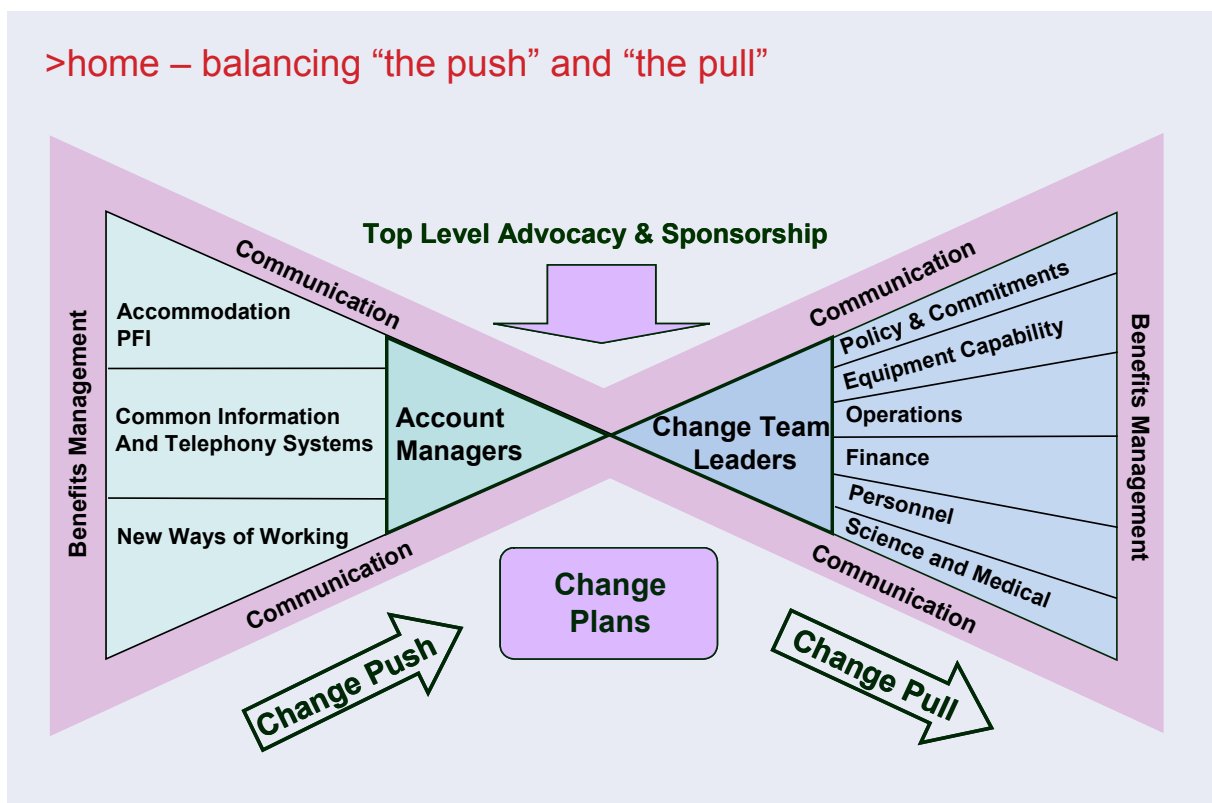 >home – balancing “the push” and “the pull”
Top Level Advocacy & Sponsorship
Communication
Communication
Benefits Management
Accommodation
PFI
Common Information
And Telephony Systems
New Ways of Working
Account
Managers
Change Team
Leaders
Policy & Commitments
Equipment Capability
Operations
Finance
Personnel
Science and Medical
Benefits Management
Communication
Communication
Change Push
Change
Plans
Change Pull